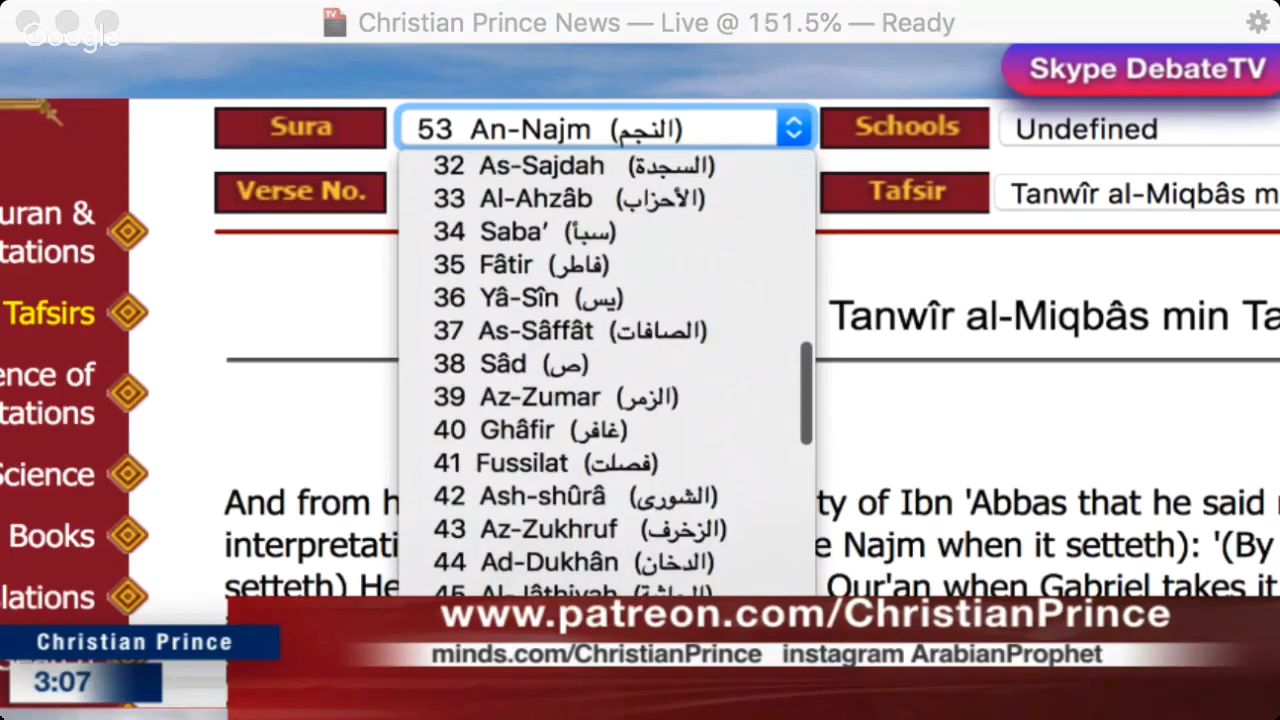 Christian Prince News — Live @ 151.5% — Ready
Google
Skype DebateTV
Sura
53 An-Najm (النجم)
Schools
Undefined
Verse No.
Tafsir
Tanwîr al-Miqbâs m
32 As-Sajdah (السجدة)
33 Al-Ahzâb (الأحزاب)
34 Saba’ (سبأ)
35 Fâtir (فاطر)
36 Yâ-Sîn (يس)
37 As-Sâffât (الصافات)
38 Sâd (ص)
39 Az-Zumar (الزمر)
40 Ghâfir (غافر)
41 Fussilat (فصلت)
42 Ash-shûrâ (الشورى)
43 Az-Zukhruf (الزخرف)
44 Ad-Dukhân (الدخان)
45 Al-Jâthiyah (الجاثية)
uran &
tations
Tafsirs
ence of
tations
Science
Books
lations
Tanwîr al-Miqbâs min Ta
And from h ty of Ibn 'Abbas that he said
interpretati e Najm when it setteth): '(By
setteth) He Qur'an when Gabriel takes it
www.patreon.com/ChristianPrince
Christian Prince
minds.com/ChristianPrince instagram ArabianProphet
3:07